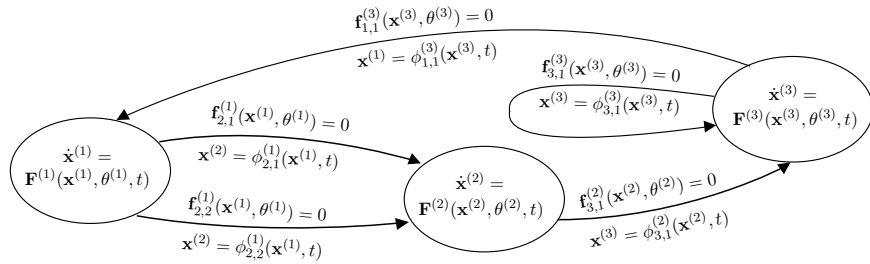 f_{1,1}^{(3)}(x^{(3)}, θ^{(3)}) = 0
x^{(1)} = ϕ_{1,1}^{(3)}(x^{(3)}, t)
f_{3,1}^{(3)}(x^{(3)}, θ^{(3)}) = 0
x^{(3)} = ϕ_{3,1}^{(3)}(x^{(3)}, t)
ẋ^{(3)} =
F^{(3)}(x^{(3)}, θ^{(3)}, t)
f_{2,1}^{(1)}(x^{(1)}, θ^{(1)}) = 0
x^{(2)} = ϕ_{2,1}^{(1)}(x^{(1)}, t)
ẋ^{(1)} =
F^{(1)}(x^{(1)}, θ^{(1)}, t)
f_{2,2}^{(1)}(x^{(1)}, θ^{(1)}) = 0
x^{(2)} = ϕ_{2,2}^{(1)}(x^{(1)}, t)
ẋ^{(2)} =
F^{(2)}(x^{(2)}, θ^{(2)}, t)
f_{3,1}^{(2)}(x^{(2)}, θ^{(2)}) = 0
x^{(3)} = ϕ_{3,1}^{(2)}(x^{(2)}, t)